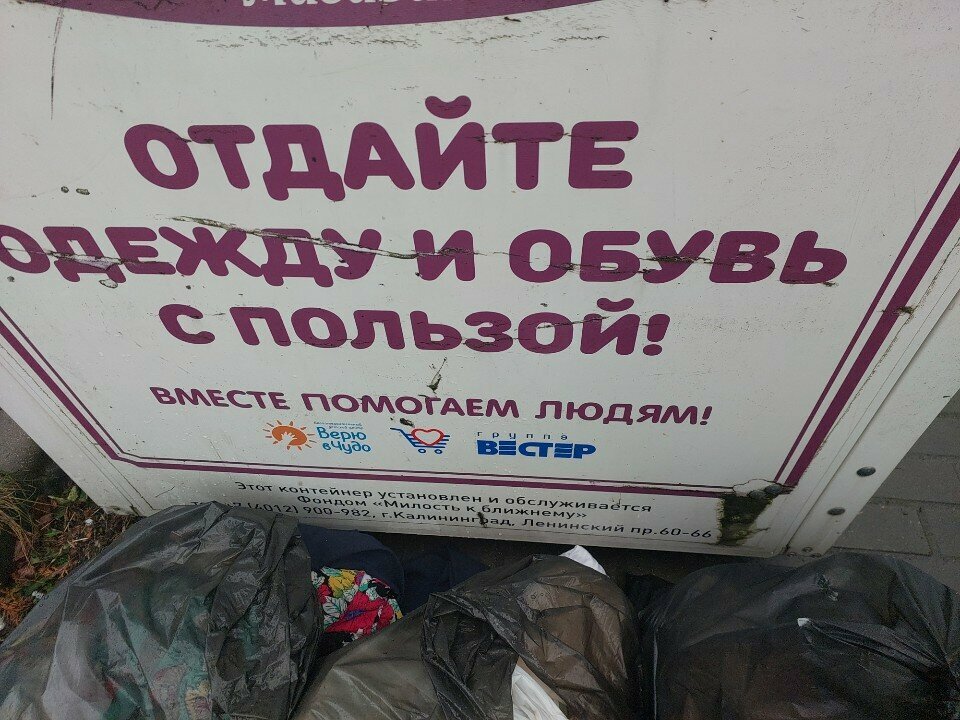 ОТДАЙТЕ
ОДЕЖДУ И ОБУВЬ
С ПОЛЬЗОЙ!
ВМЕСТЕ ПОМОГАЕМ ЛЮДЯМ!
Верю
в Чудо
группа
ВЕСТЕР
Этот контейнер установлен и обслуживается
Фондом «Милость к ближнему»
(4012) 900-982, г.Калининград, Ленинский пр.60-66